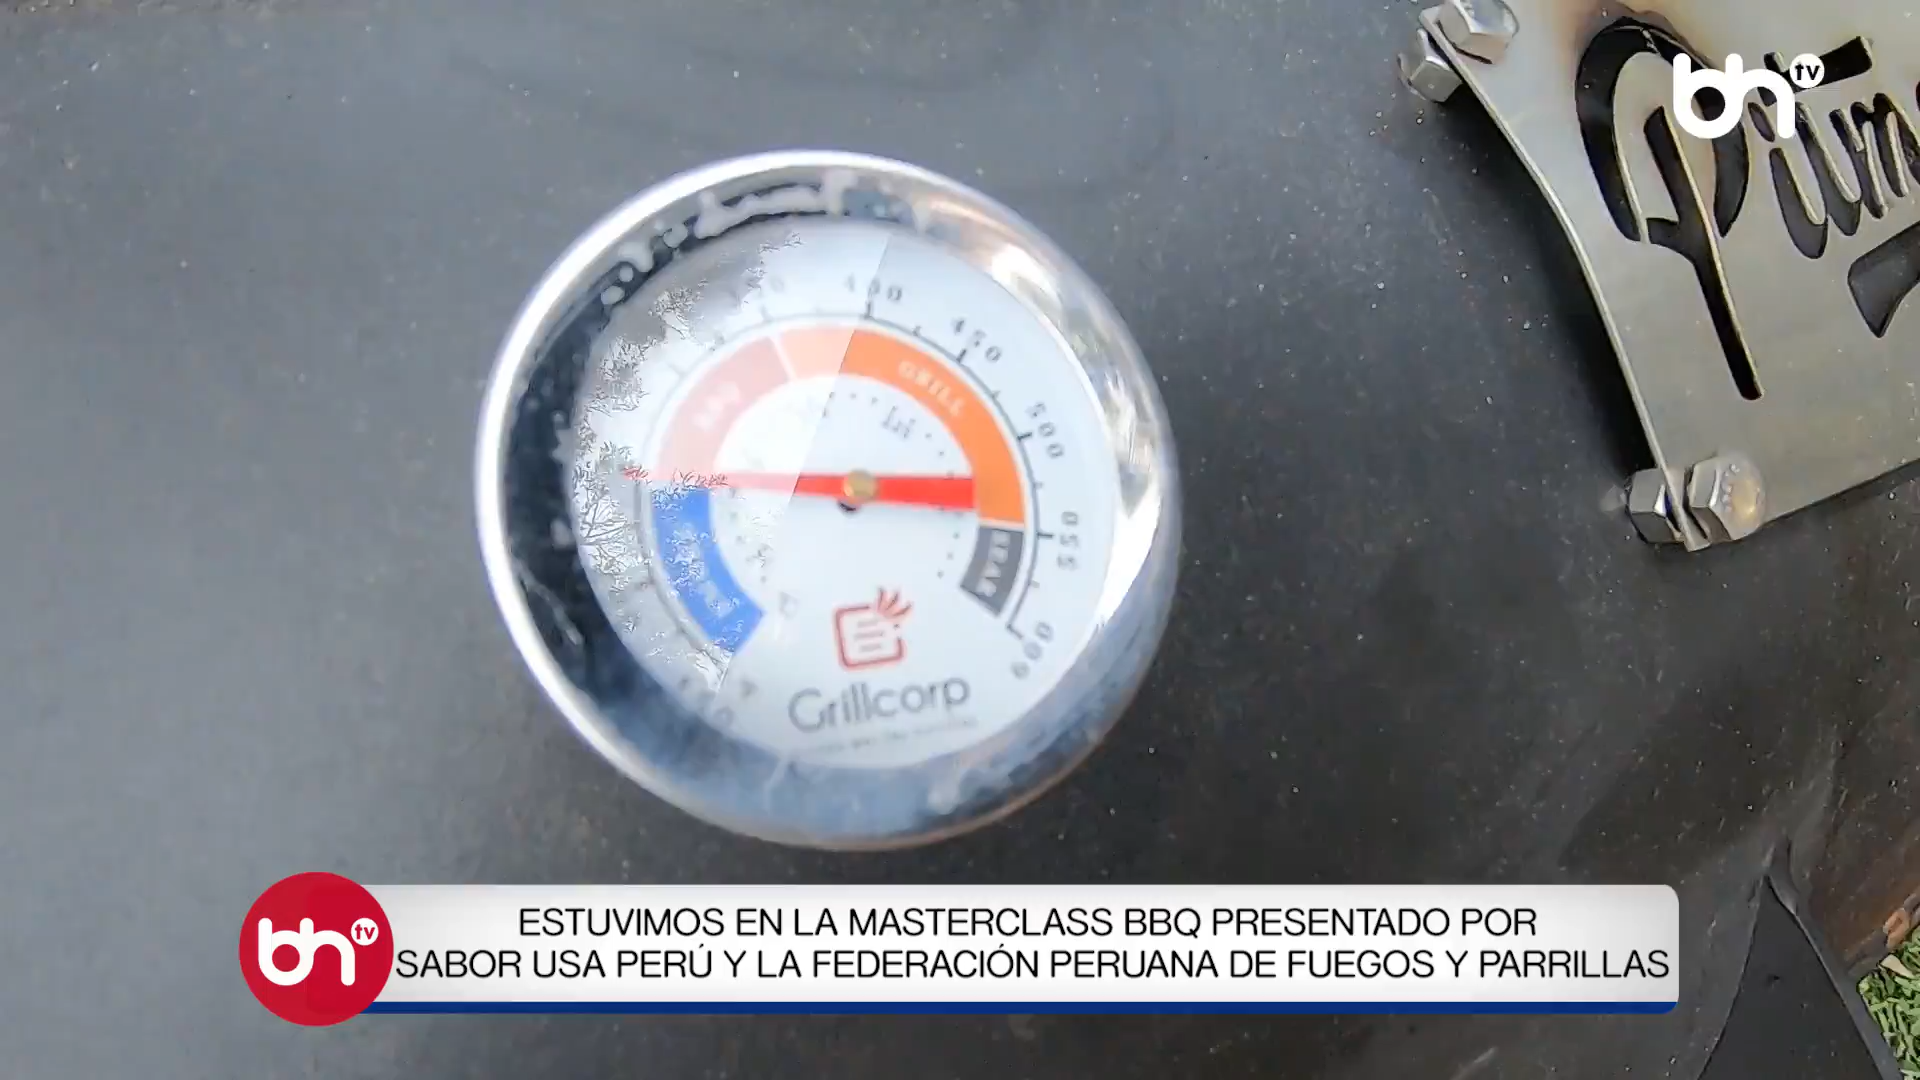 bh tv
400
450
GRILL
500
550
600
Grillcorp
bh tv
ESTUVIMOS EN LA MASTERCLASS BBQ PRESENTADO POR
SABOR USA PERÚ Y LA FEDERACIÓN PERUANA DE FUEGOS Y PARRILLAS